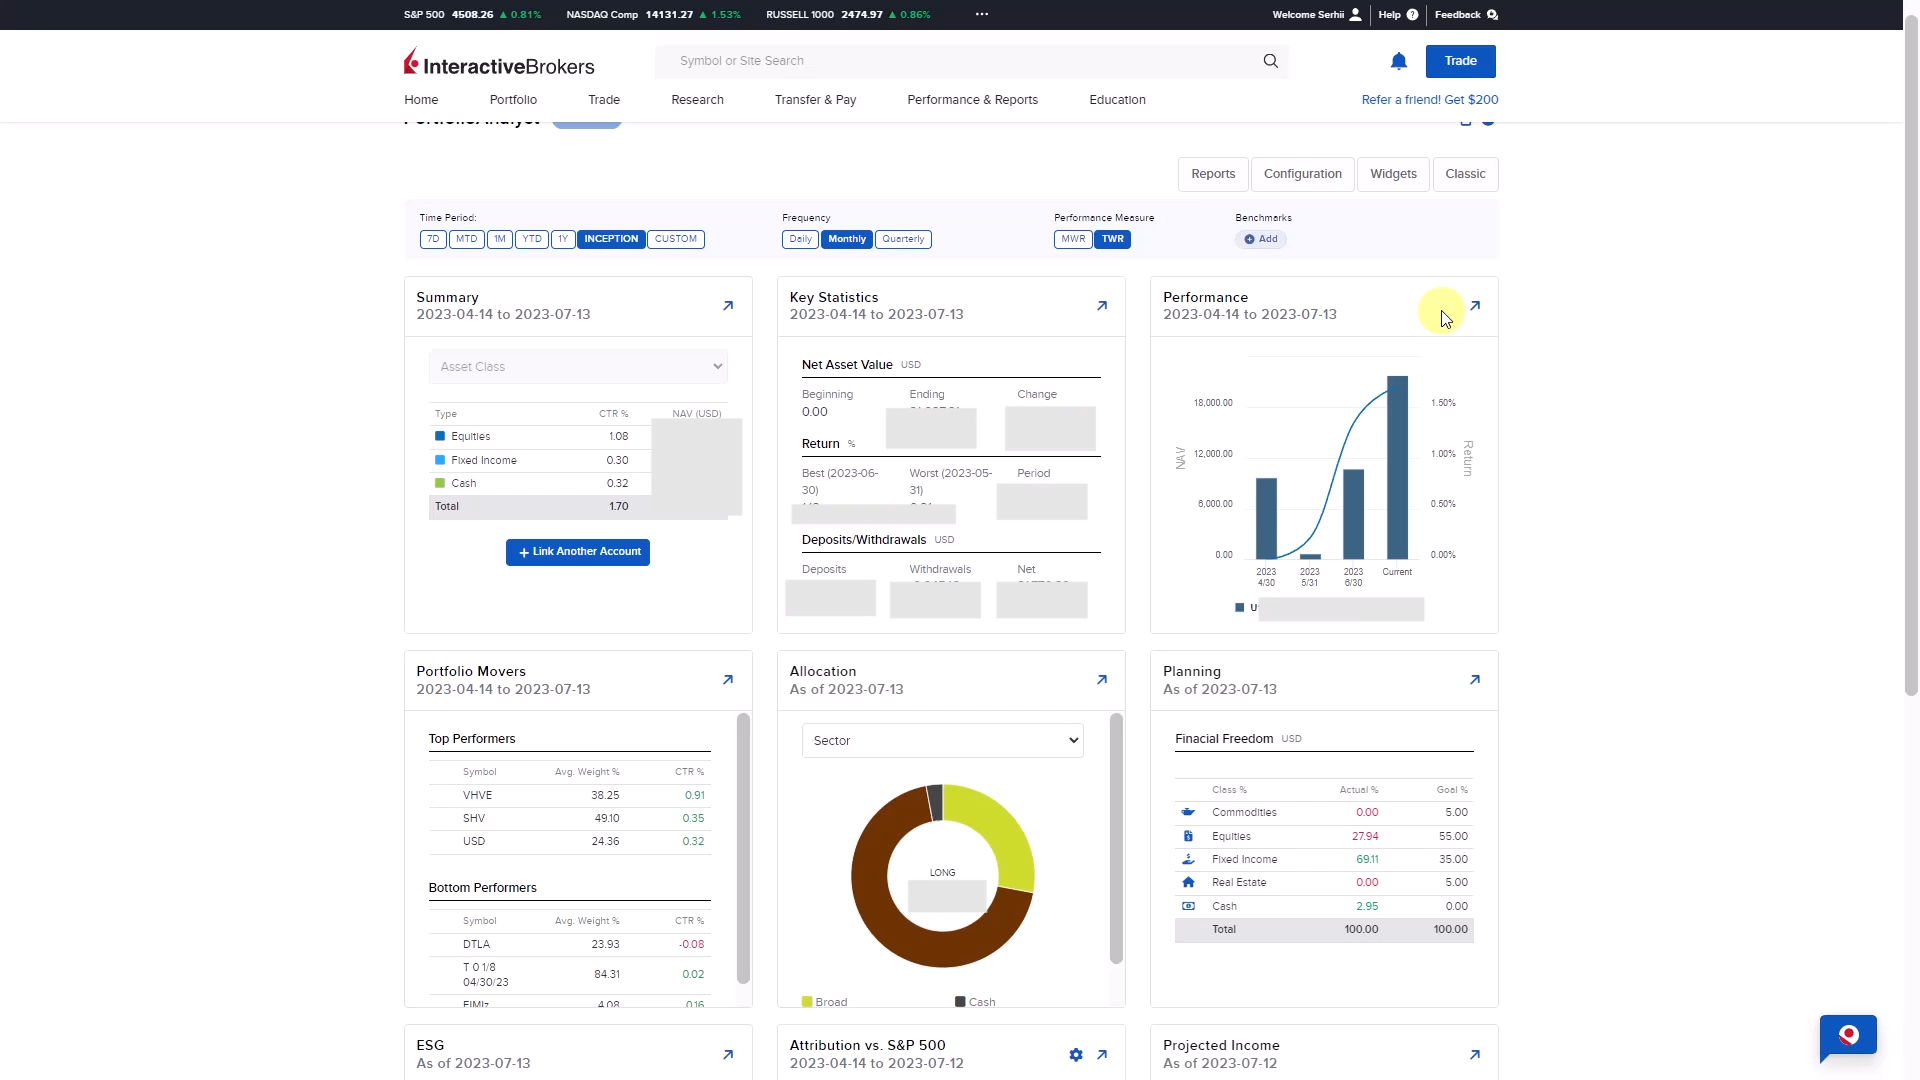 S&P 500 4508.26 ▲ 0.81% NASDAQ Comp 14131.27 ▲ 1.53% RUSSELL 1000 2474.97 ▲ 0.86% ••• Welcome Serhii Help Feedback
InteractiveBrokers Symbol or Site Search Trade
Home Portfolio Trade Research Transfer & Pay Performance & Reports Education Refer a friend! Get $200
PortfolioAnalyst
Reports Configuration Widgets Classic
Time Period: Frequency Performance Measure Benchmarks
7D MTD 1M YTD 1Y INCEPTION CUSTOM Daily Monthly Quarterly MWR TWR Add
Summary
2023-04-14 to 2023-07-13
Asset Class
Type CTR % NAV (USD)
Equities 1.08
Fixed Income 0.30
Cash 0.32
Total 1.70
+ Link Another Account
Key Statistics
2023-04-14 to 2023-07-13
Net Asset Value USD
Beginning Ending Change
0.00
Return %
Best (2023-06-30) Worst (2023-05-31) Period
Deposits/Withdrawals USD
Deposits Withdrawals Net
Performance
2023-04-14 to 2023-07-13
18,000.00 1.50%
12,000.00 1.00%
6,000.00 0.50%
0.00 0.00%
NAV Return
2023 2023 2023 Current
4/30 5/31 6/30
U
Portfolio Movers
2023-04-14 to 2023-07-13
Top Performers
Symbol Avg. Weight % CTR %
VHVE 38.25 0.91
SHV 49.10 0.35
USD 24.36 0.32
Bottom Performers
Symbol Avg. Weight % CTR %
DTLA 23.93 -0.08
T 0 1/8
04/30/23 84.31 0.02
4.08 0.16
Allocation
As of 2023-07-13
Sector
LONG
Broad Cash
Planning
As of 2023-07-13
Finacial Freedom USD
Class % Actual % Goal %
Commodities 0.00 5.00
Equities 27.94 55.00
Fixed Income 69.11 35.00
Real Estate 0.00 5.00
Cash 2.95 0.00
Total 100.00 100.00
ESG
As of 2023-07-13
Attribution vs. S&P 500
2023-04-14 to 2023-07-12
Projected Income
As of 2023-07-12